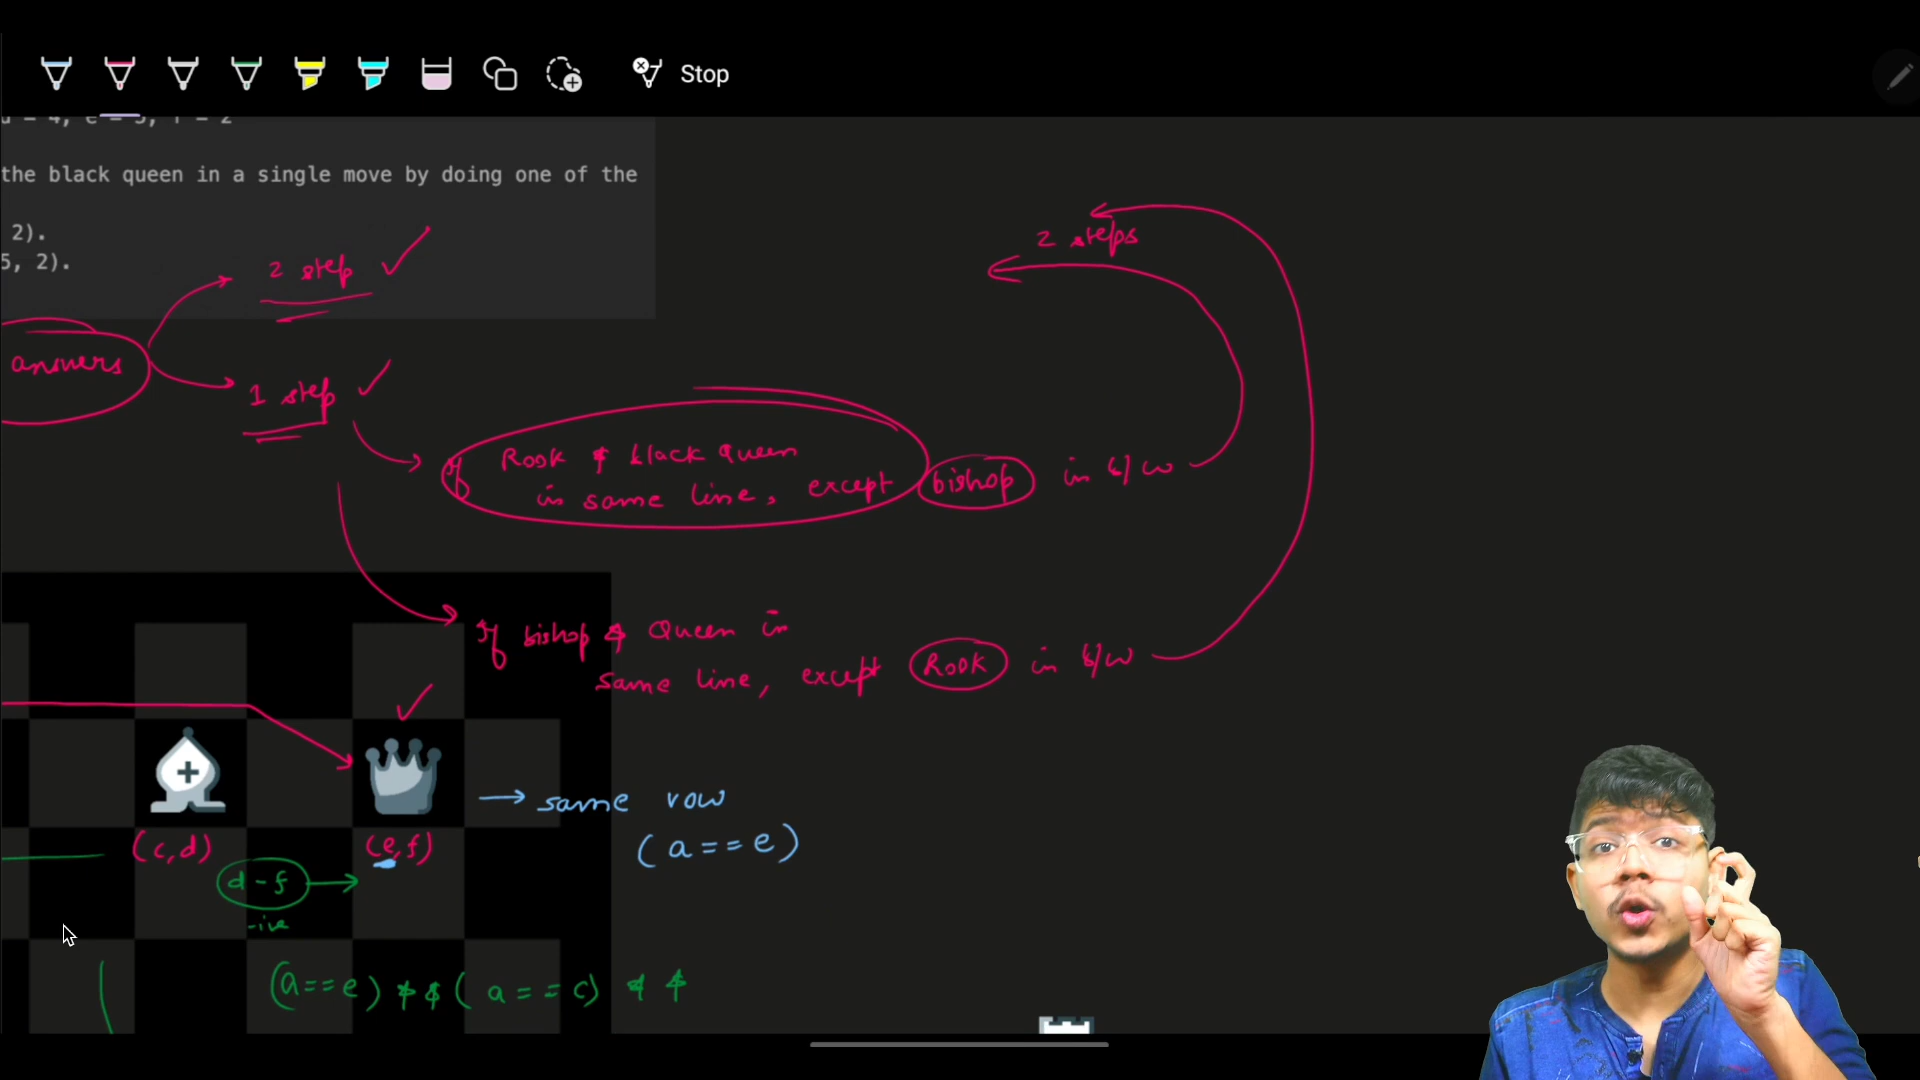 Stop
the black queen in a single move by doing one of the
2).
5, 2).
2 steps
2 step
answers
1 step
If Rook & black Queen
in same line, except bishop in b/w
If bishop & Queen in
same line, except Rook in b/w
→ same row
(a==e)
(c,d)
(e,f)
d-f
-ive
(a==e) && (a==c) &&